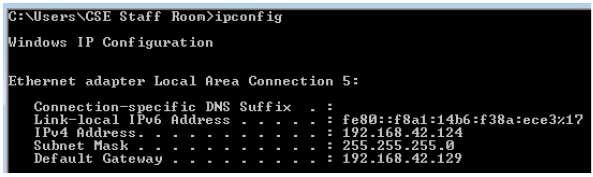 C:\Users\CSE Staff Room>ipconfig
Windows IP Configuration
Ethernet adapter Local Area Connection 5:
Connection-specific DNS Suffix . :
Link-local IPv6 Address . . . . . : fe80::f8a1:14b6:f38a:ece3%17
IPv4 Address. . . . . . . . . . . : 192.168.42.124
Subnet Mask . . . . . . . . . . . : 255.255.255.0
Default Gateway . . . . . . . . . : 192.168.42.129